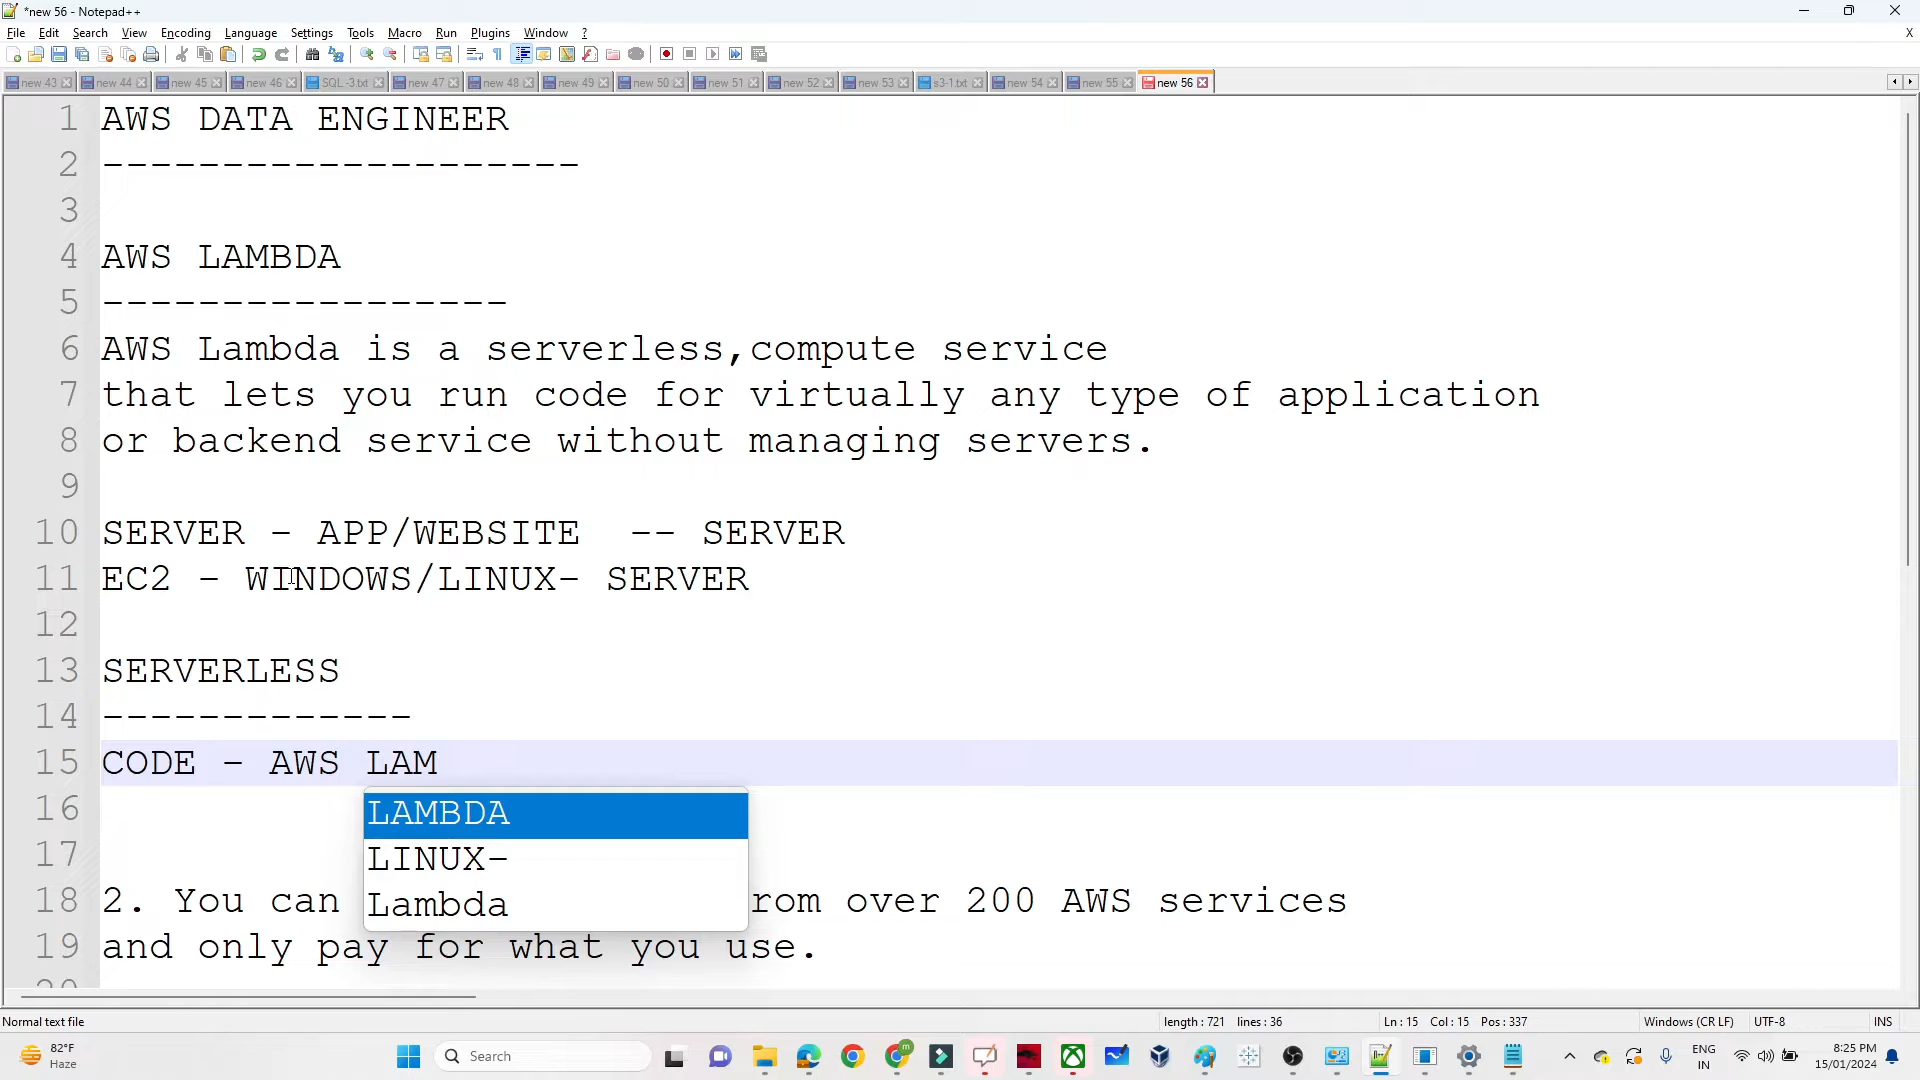 *new 56 - Notepad++
File Edit Search View Encoding Language Settings Tools Macro Run Plugins Window ? X
new 43 new 44 new 45 new 46 SQL -3.txt new 47 new 48 new 49 new 50 new 51 new 52 new 53 s3-1.txt new 54 new 55 new 56
1 AWS DATA ENGINEER
2 --------------------
3
4 AWS LAMBDA
5 -----------------
6 AWS Lambda is a serverless,compute service
7 that lets you run code for virtually any type of application
8 or backend service without managing servers.
9
10 SERVER - APP/WEBSITE  -- SERVER
11 EC2 - WINDOWS/LINUX- SERVER
12
13 SERVERLESS
14 -------------
15 CODE - AWS LAM
16 LAMBDA
17 LINUX-
18 2. You can Lambda rom over 200 AWS services
19 and only pay for what you use.
20
Normal text file length : 721 lines : 36 Ln : 15 Col : 15 Pos : 337 Windows (CR LF) UTF-8 INS
82°F
Haze
Search
ENG
IN
8:25 PM
15/01/2024